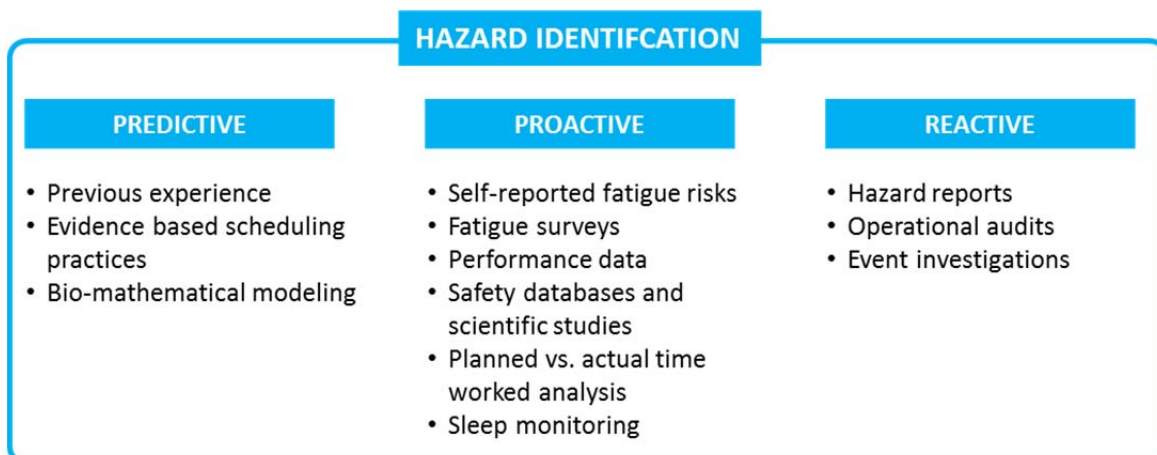 HAZARD IDENTIFCATION
PREDICTIVE
• Previous experience
• Evidence based scheduling
practices
• Bio-mathematical modeling
PROACTIVE
• Self-reported fatigue risks
• Fatigue surveys
• Performance data
• Safety databases and
scientific studies
• Planned vs. actual time
worked analysis
• Sleep monitoring
REACTIVE
• Hazard reports
• Operational audits
• Event investigations